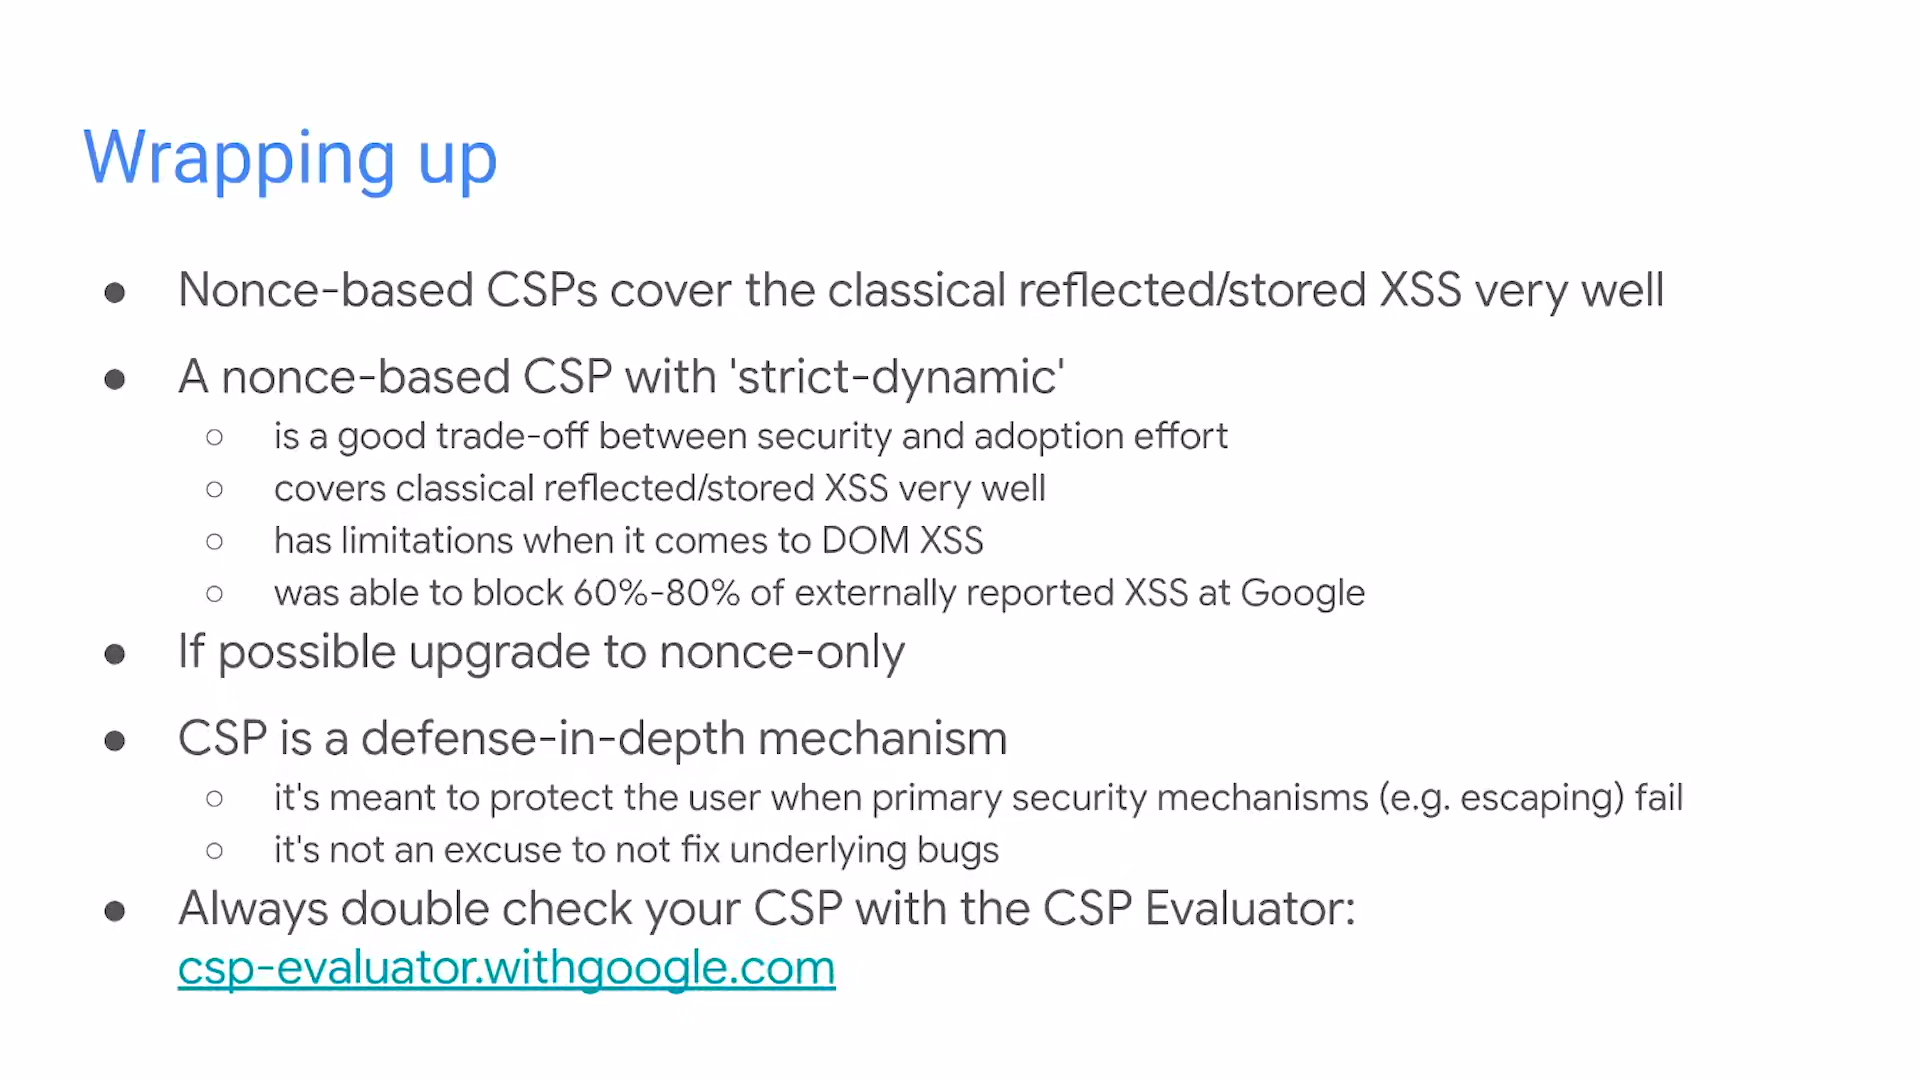 Wrapping up
● Nonce-based CSPs cover the classical reflected/stored XSS very well
● A nonce-based CSP with 'strict-dynamic'
○ is a good trade-off between security and adoption effort
○ covers classical reflected/stored XSS very well
○ has limitations when it comes to DOM XSS
○ was able to block 60%-80% of externally reported XSS at Google
● If possible upgrade to nonce-only
● CSP is a defense-in-depth mechanism
○ it's meant to protect the user when primary security mechanisms (e.g. escaping) fail
○ it's not an excuse to not fix underlying bugs
● Always double check your CSP with the CSP Evaluator:
csp-evaluator.withgoogle.com